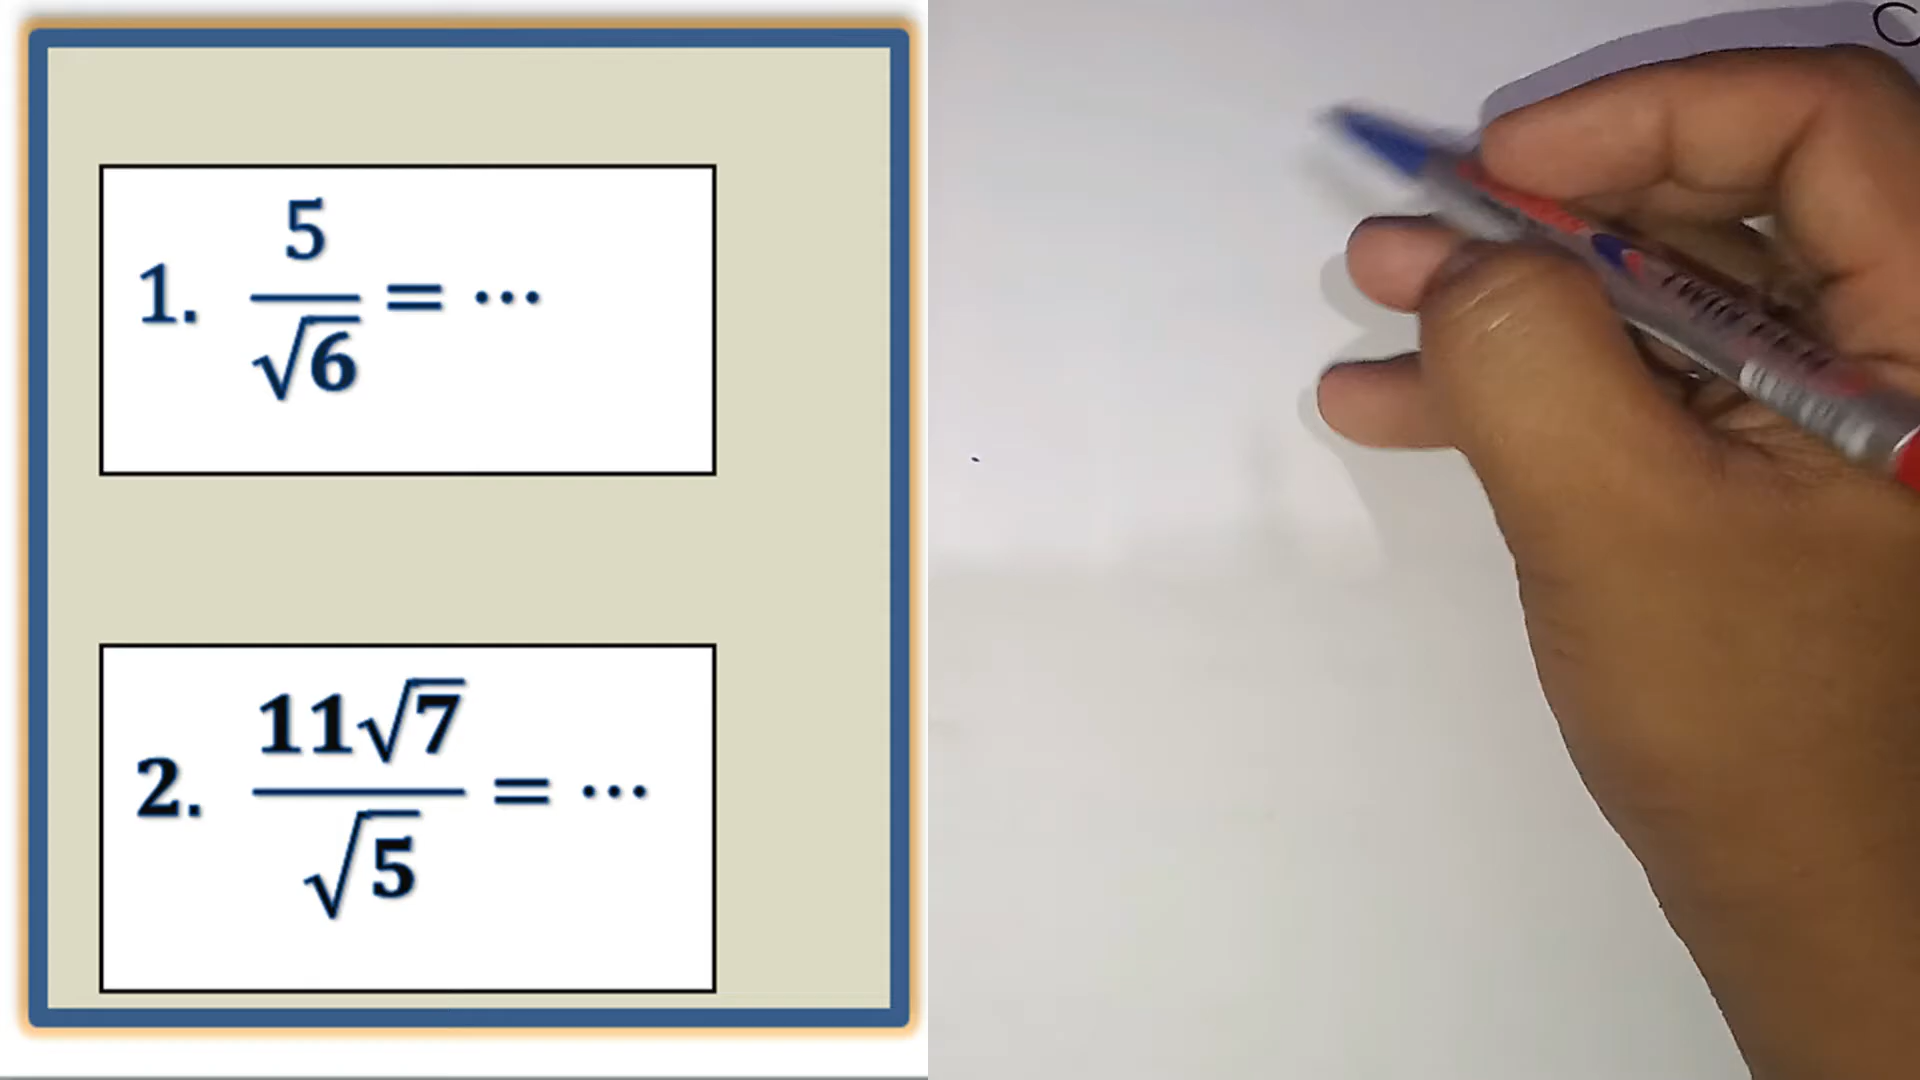 1. 5/√6 = ⋯
2. 11√7/√5 = ⋯